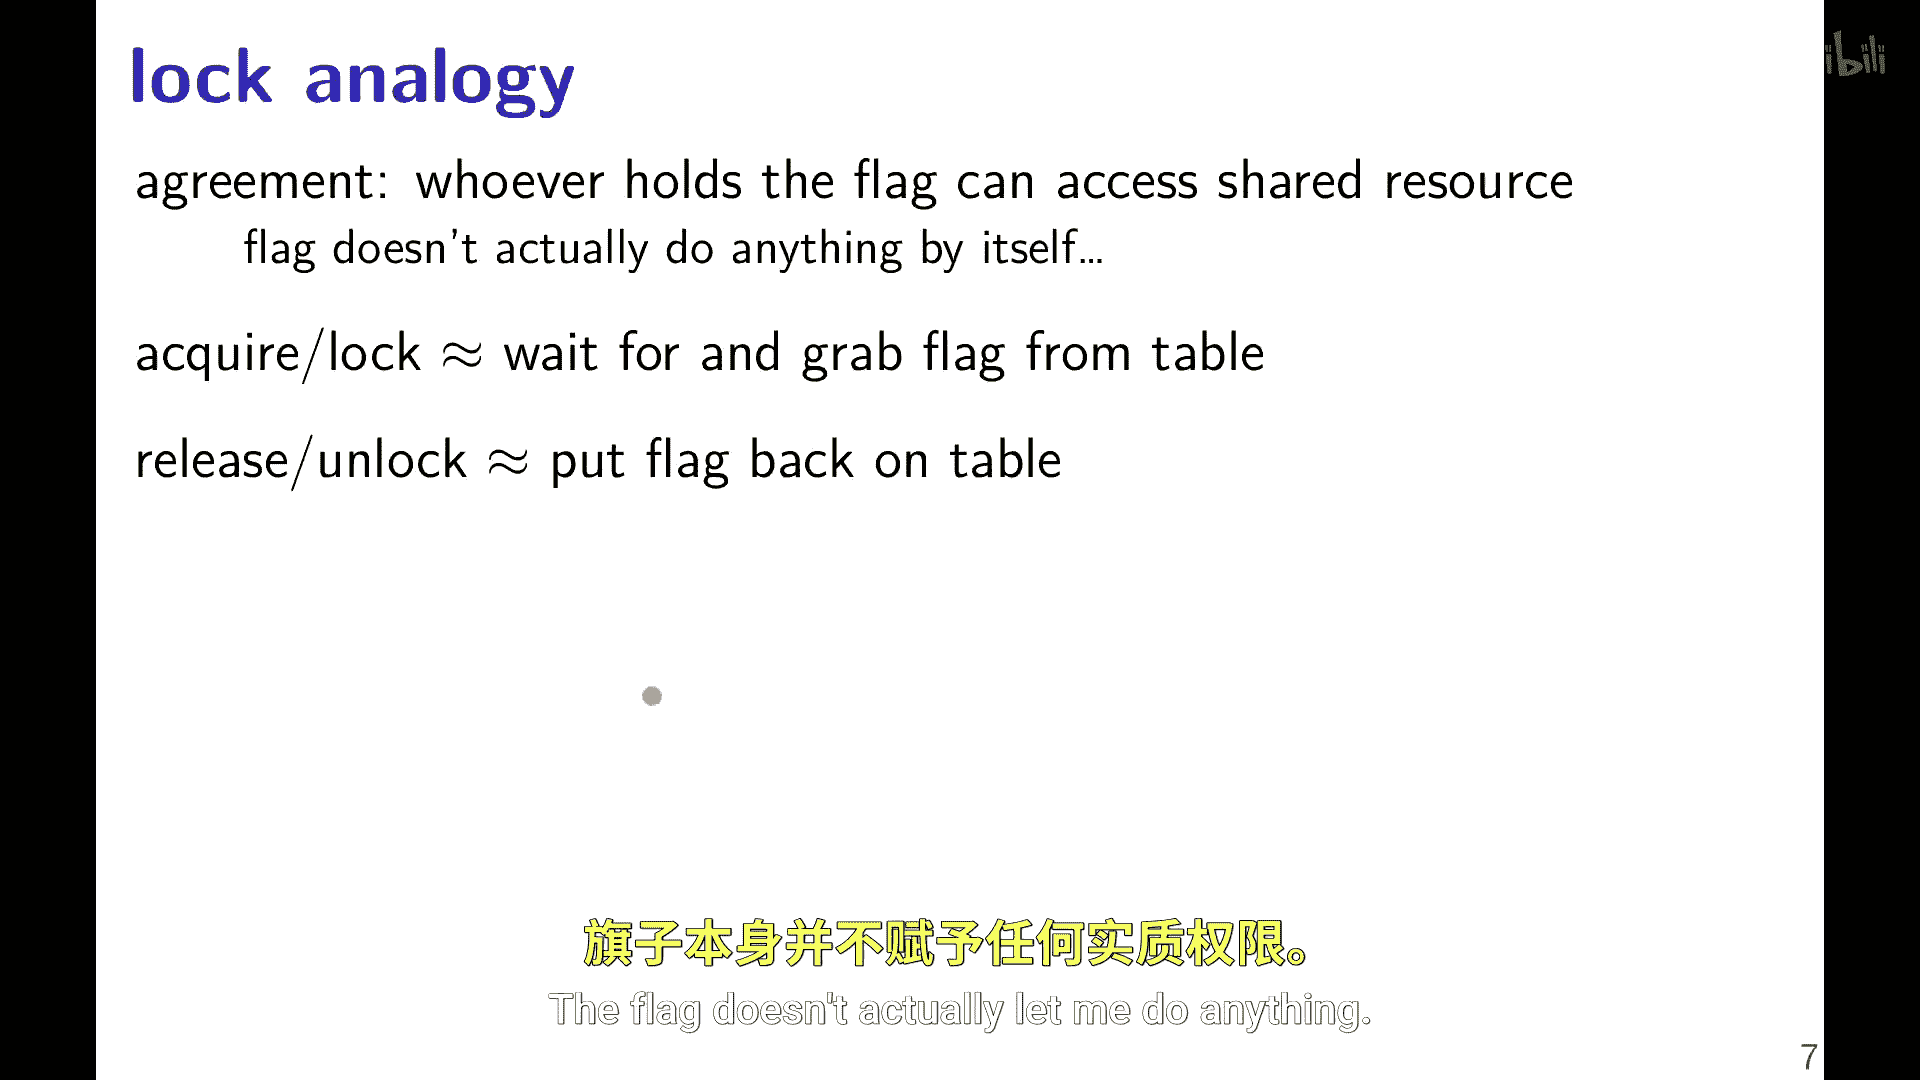 lock analogy
agreement: whoever holds the flag can access shared resource
flag doesn't actually do anything by itself…
acquire/lock ≈ wait for and grab flag from table
release/unlock ≈ put flag back on table
旗子本身并不赋予任何实质权限。
The flag doesn't actually let me do anything.
7